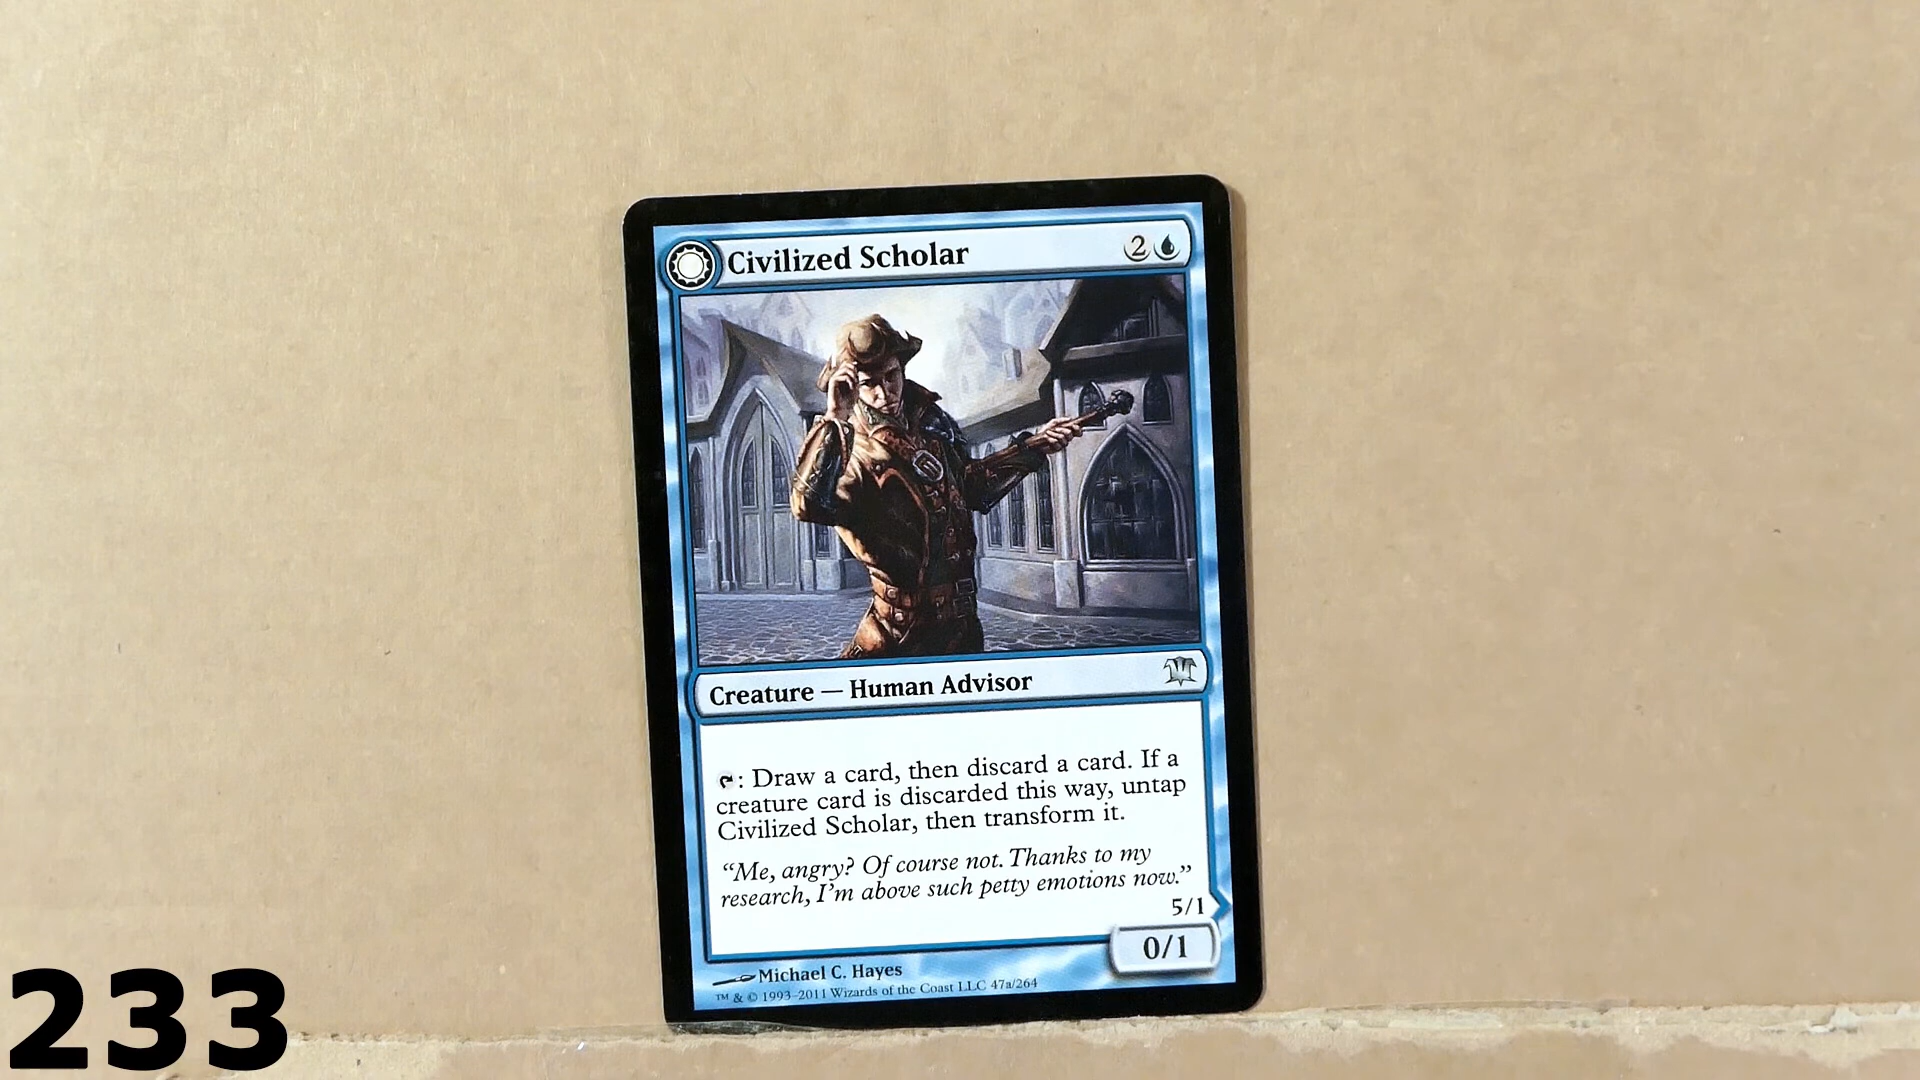 Civilized Scholar 2
Creature — Human Advisor
: Draw a card, then discard a card. If a
creature card is discarded this way, untap
Civilized Scholar, then transform it.
“Me, angry? Of course not. Thanks to my
research, I’m above such petty emotions now.”
5/1
0/1
Michael C. Hayes
™ & © 1993–2011 Wizards of the Coast LLC 47a/264
233